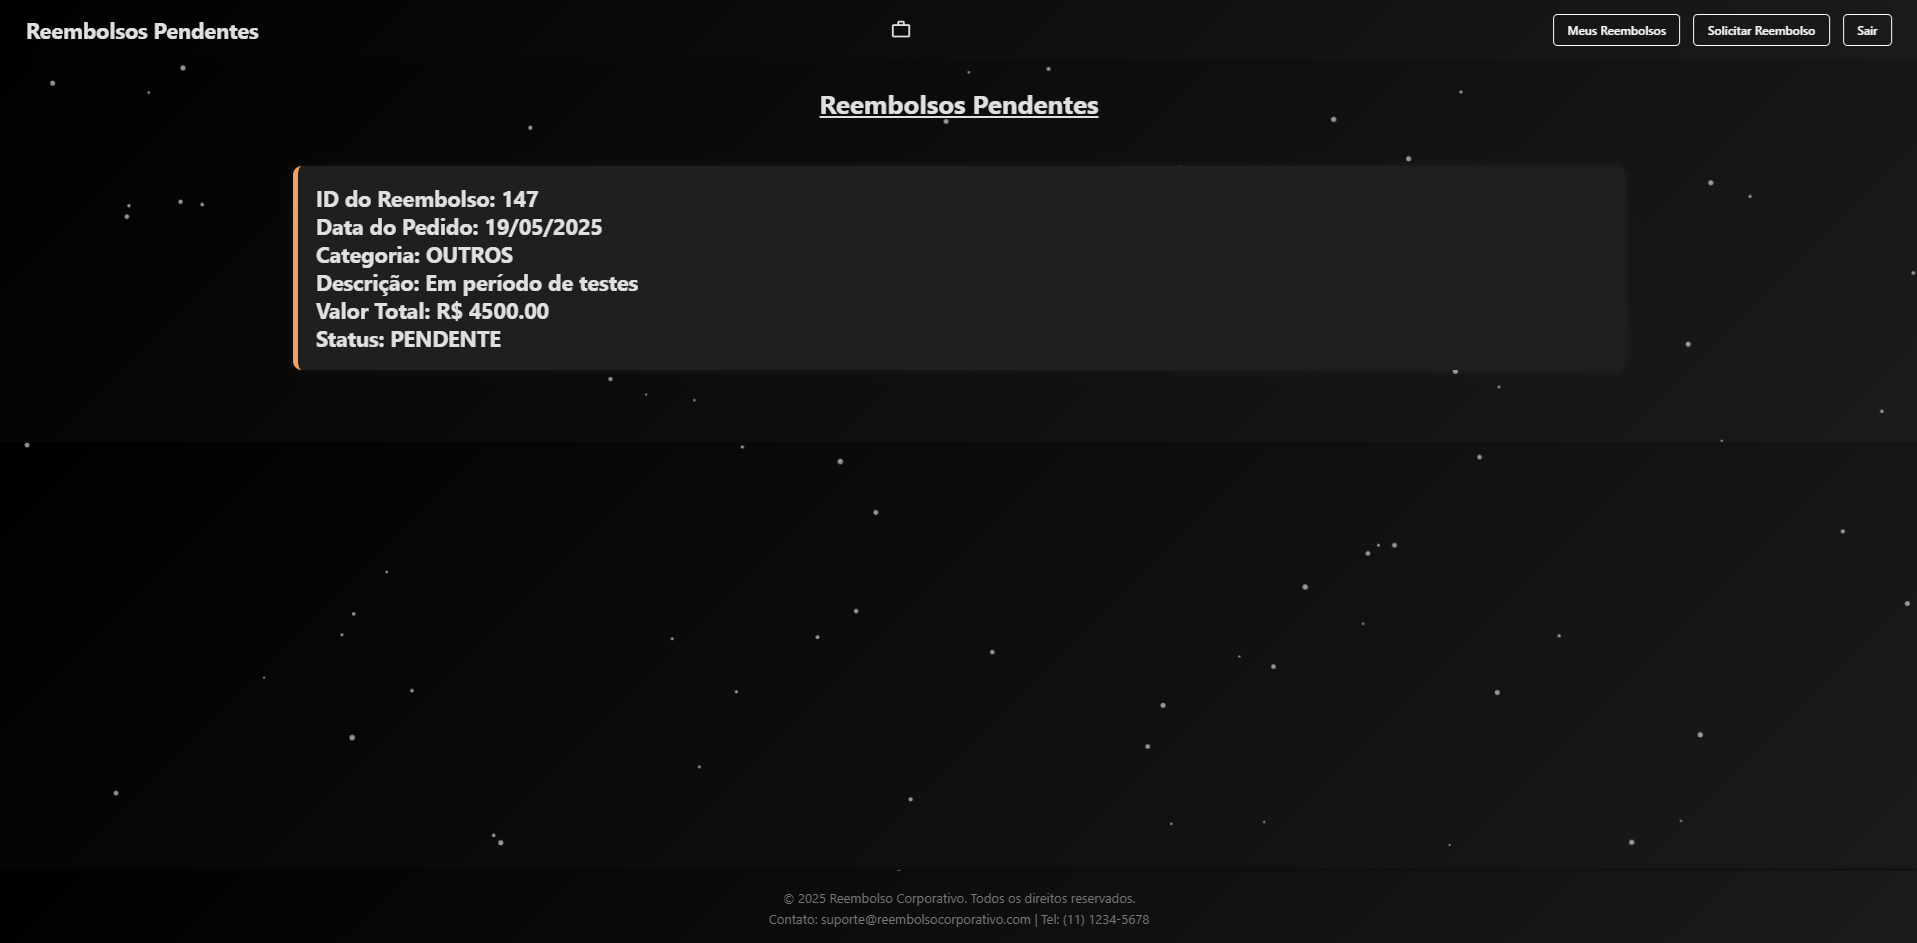 Reembolsos Pendentes
Meus Reembolsos
Solicitar Reembolso
Sair
Reembolsos Pendentes
ID do Reembolso: 147
Data do Pedido: 19/05/2025
Categoria: OUTROS
Descrição: Em período de testes
Valor Total: R$ 4500.00
Status: PENDENTE
© 2025 Reembolso Corporativo. Todos os direitos reservados.
Contato: suporte@reembolsocorporativo.com | Tel: (11) 1234-5678